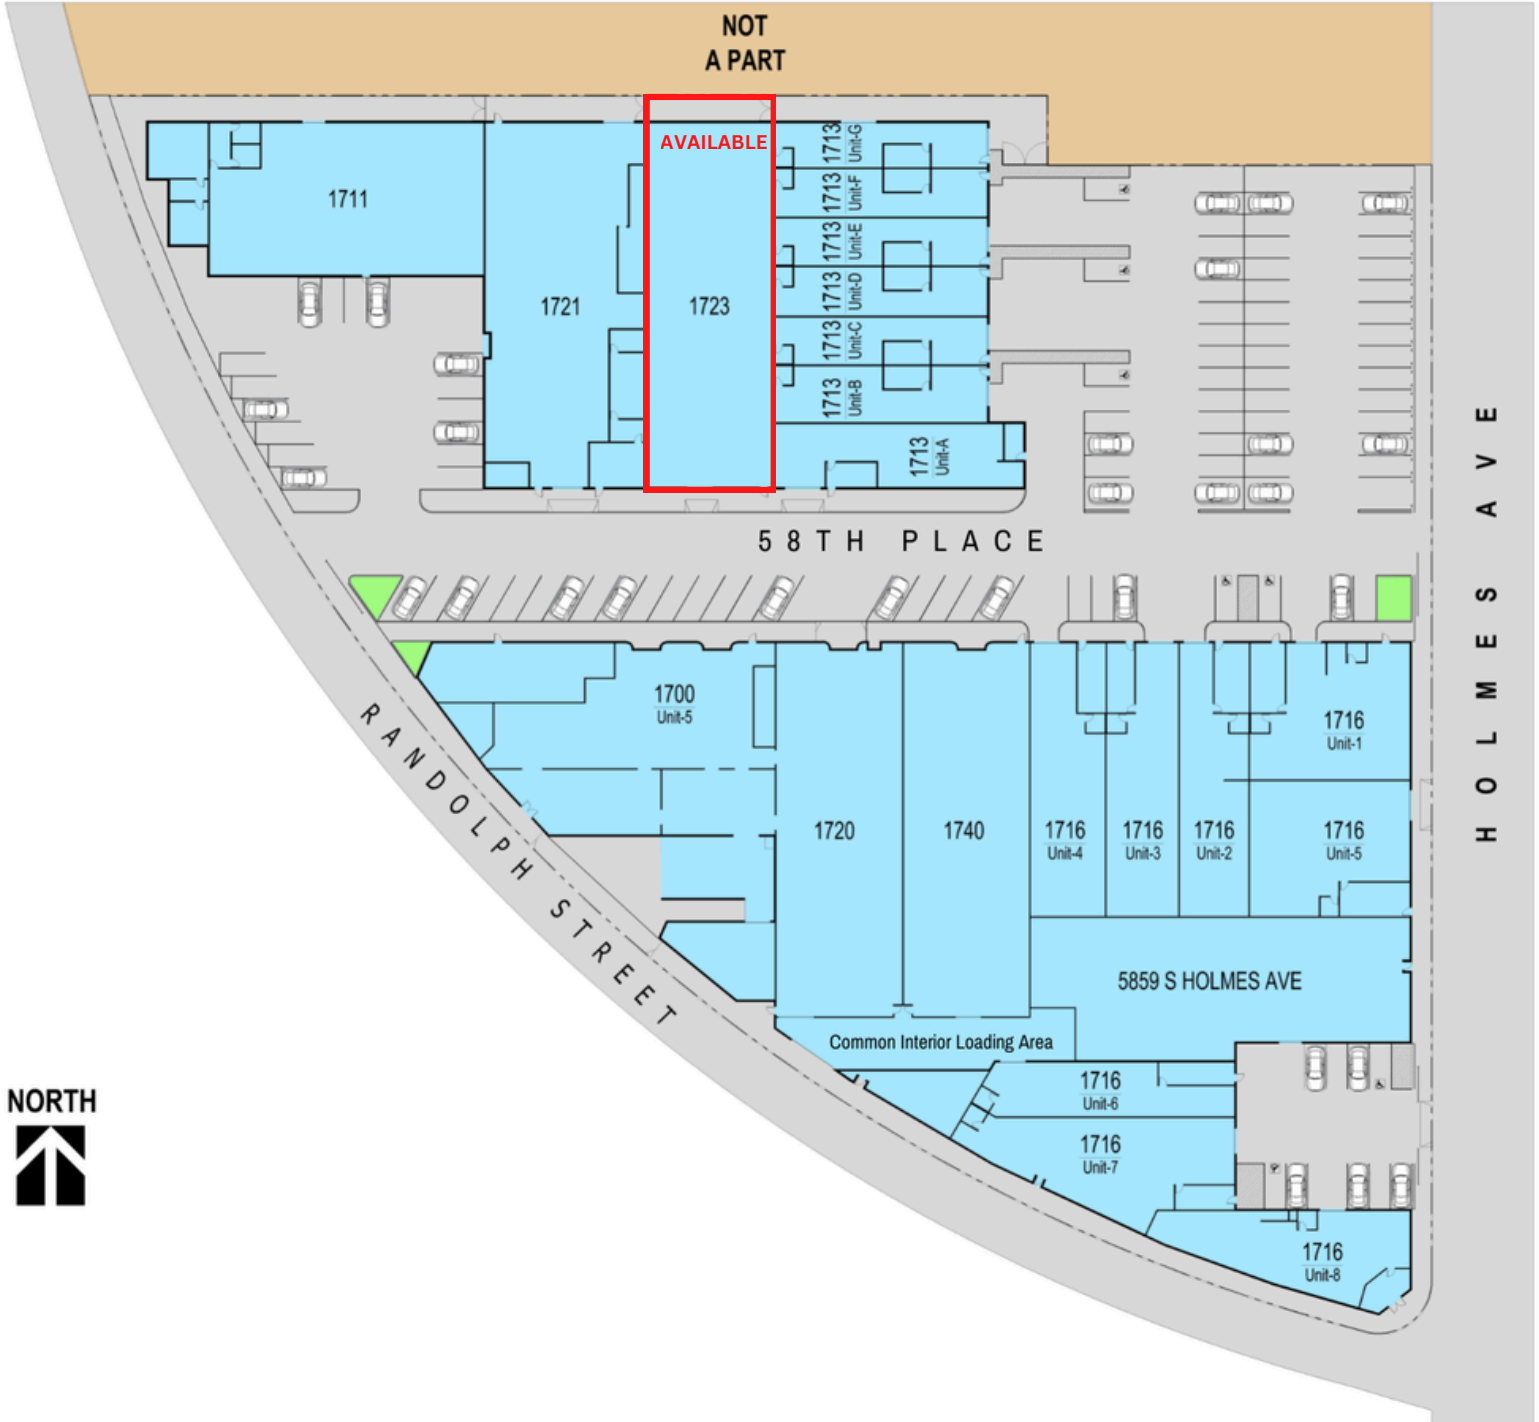 NOT
A PART
AVAILABLE
1711
1721
1723
1713
Unit-G
1713
Unit-F
1713
Unit-E
1713
Unit-D
1713
Unit-C
1713
Unit-B
1713
Unit-A
58TH PLACE
HOLMES AVE
RANDOLPH STREET
1700
Unit-5
1720
1740
1716
Unit-4
1716
Unit-3
1716
Unit-2
1716
Unit-1
1716
Unit-5
5859 S HOLMES AVE
Common Interior Loading Area
1716
Unit-6
1716
Unit-7
1716
Unit-8
NORTH